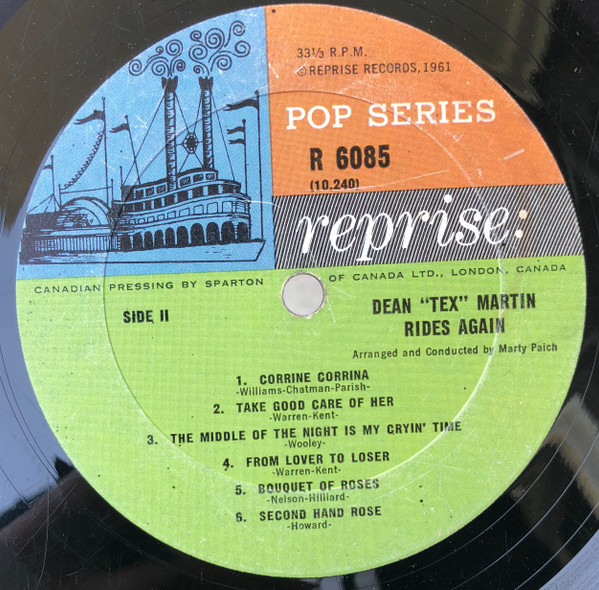 33⅓ R.P.M.
©REPRISE RECORDS, 1961
POP SERIES
R 6085
(10.240)
reprise:
CANADIAN PRESSING BY SPARTON OF CANADA LTD., LONDON, CANADA
SIDE II
DEAN "TEX" MARTIN
RIDES AGAIN
Arranged and Conducted by Marty Paich
1. CORRINE CORRINA
-Williams-Chatman-Parish-
2. TAKE GOOD CARE OF HER
-Warren-Kent-
3. THE MIDDLE OF THE NIGHT IS MY CRYIN' TIME
-Wooley-
4. FROM LOVER TO LOSER
-Warren-Kent-
5. BOUQUET OF ROSES
-Nelson-Hilliard-
6. SECOND HAND ROSE
-Howard-